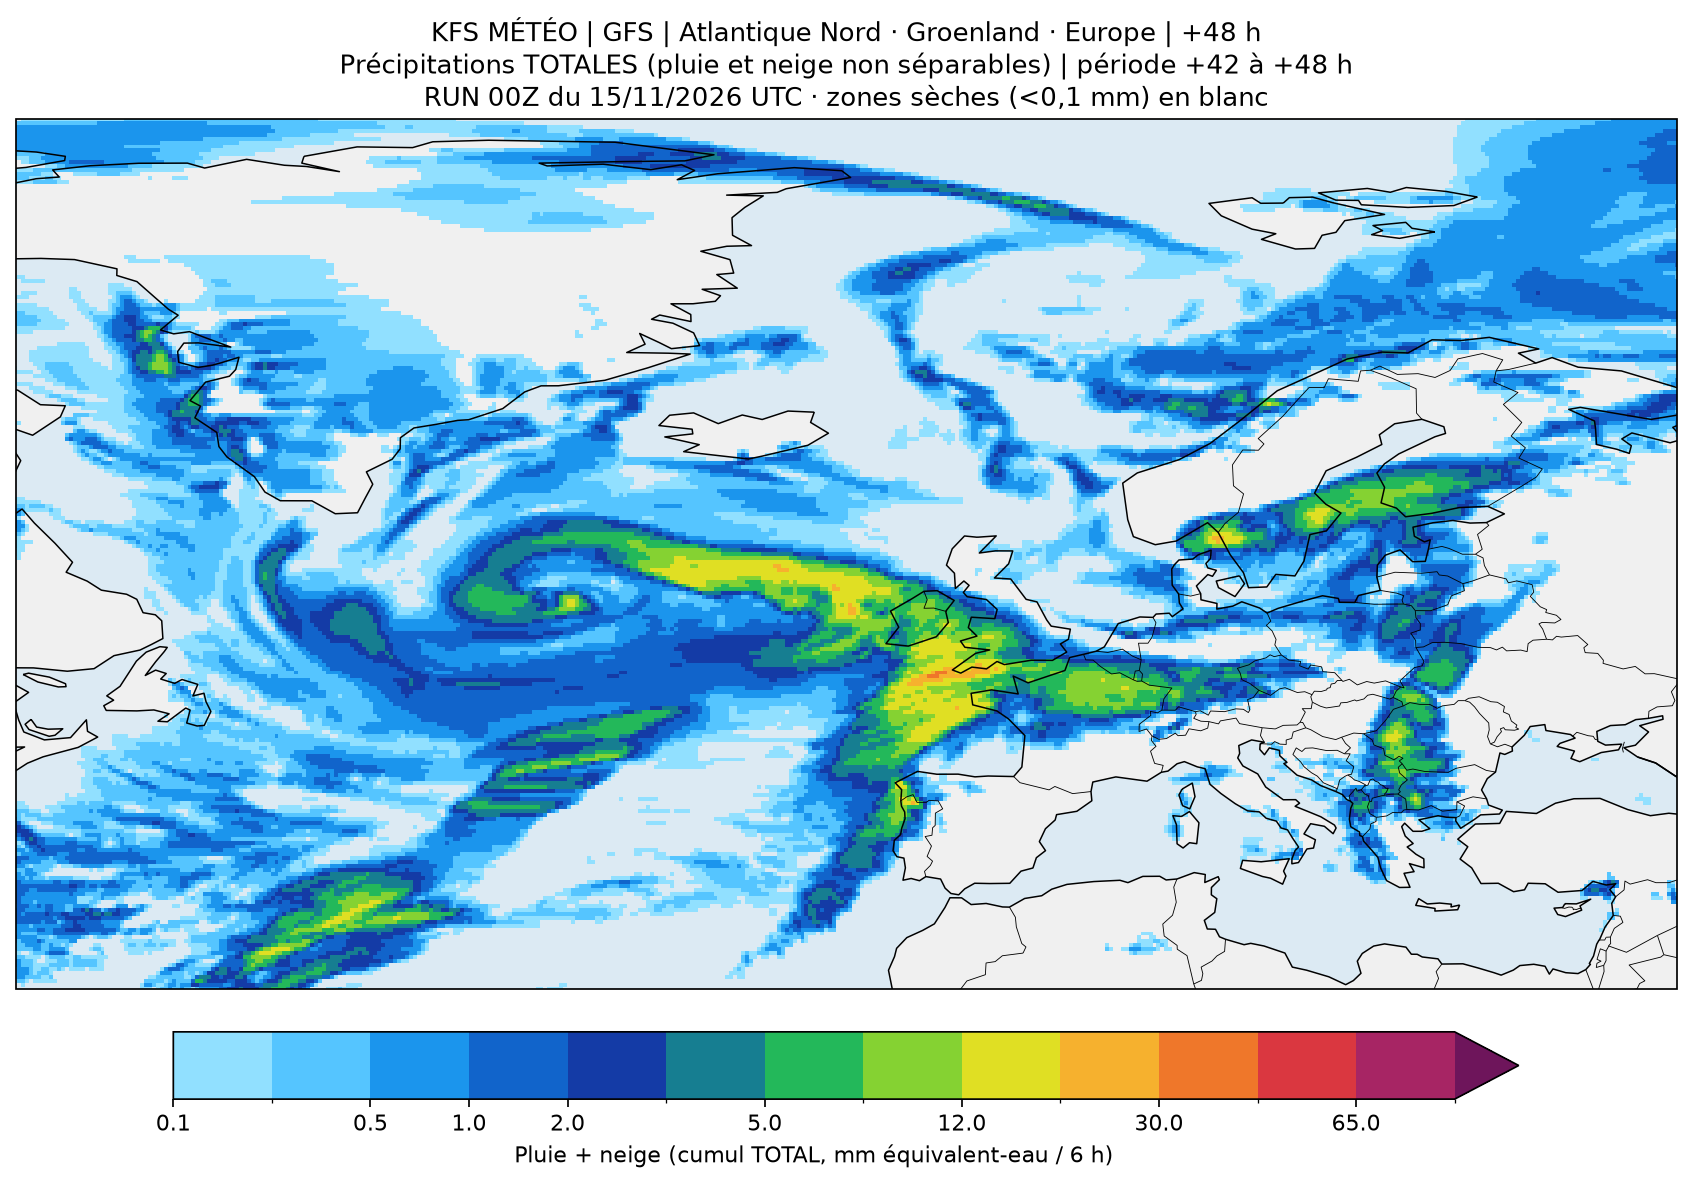 KFS MÉTÉO | GFS | Atlantique Nord · Groenland · Europe | +48 h
Précipitations TOTALES (pluie et neige non séparables) | période +42 à +48 h
RUN 00Z du 15/11/2026 UTC · zones sèches (<0,1 mm) en blanc
0.1 0.5 1.0 2.0 5.0 12.0 30.0 65.0
Pluie + neige (cumul TOTAL, mm équivalent-eau / 6 h)